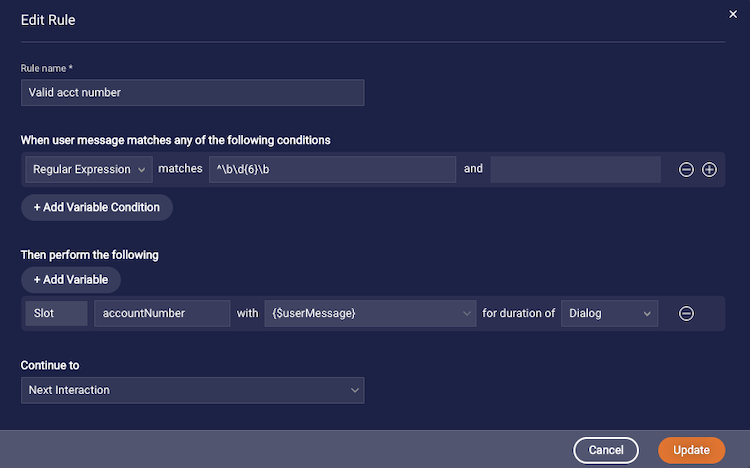 Edit Rule
×
Rule name *
Valid acct number
When user message matches any of the following conditions
Regular Expression matches ^\b\d{6}\b and
+ Add Variable Condition
Then perform the following
+ Add Variable
Slot accountNumber with {$userMessage} for duration of Dialog
Continue to
Next Interaction
Cancel Update